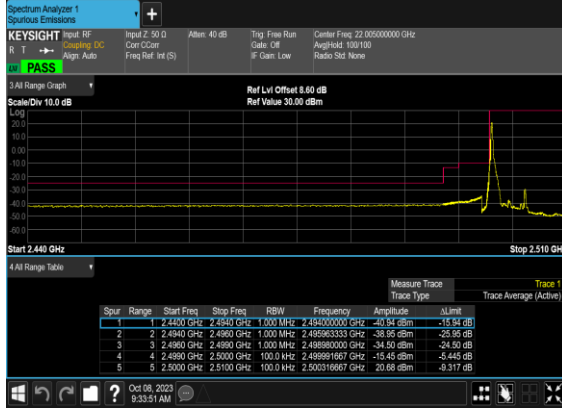 Spectrum Analyzer 1
Spurious Emissions
+
KEYSIGHT Input: RF Input Z: 50 Ω Atten: 40 dB Trig: Free Run Center Freq: 22.005000000 GHz
R T Coupling: DC Corr CCorr Gate: Off Avg|Hold: 100/100
Align: Auto Freq Ref: Int (S) IF Gain: Low Radio Std: None
PASS
3 All Range Graph
Ref Lvl Offset 8.60 dB
Scale/Div 10.0 dB Ref Value 30.00 dBm
Log
20.0
10.0
0.00
-10.0
-20.0
-30.0
-40.0
-50.0
-60.0
Start 2.440 GHz Stop 2.510 GH
4 All Range Table
Measure Trace Trace 1
Trace Type Trace Average (Active)
Spur Range Start Freq Stop Freq RBW Frequency Amplitude ΔLimit
1 1 2.4400 GHz 2.4940 GHz 1.000 MHz 2.494000000 GHz -40.94 dBm -15.94 dB
2 2 2.4940 GHz 2.4960 GHz 1.000 MHz 2.495963333 GHz -38.95 dBm -25.95 dB
3 3 2.4960 GHz 2.4990 GHz 1.000 MHz 2.498980000 GHz -34.50 dBm -24.50 dB
4 4 2.4990 GHz 2.5000 GHz 100.0 kHz 2.499991667 GHz -15.45 dBm -5.445 dB
5 5 2.5000 GHz 2.5100 GHz 100.0 kHz 2.500316667 GHz 20.68 dBm -9.317 dB
? Oct 08, 2023
9:33:51 AM